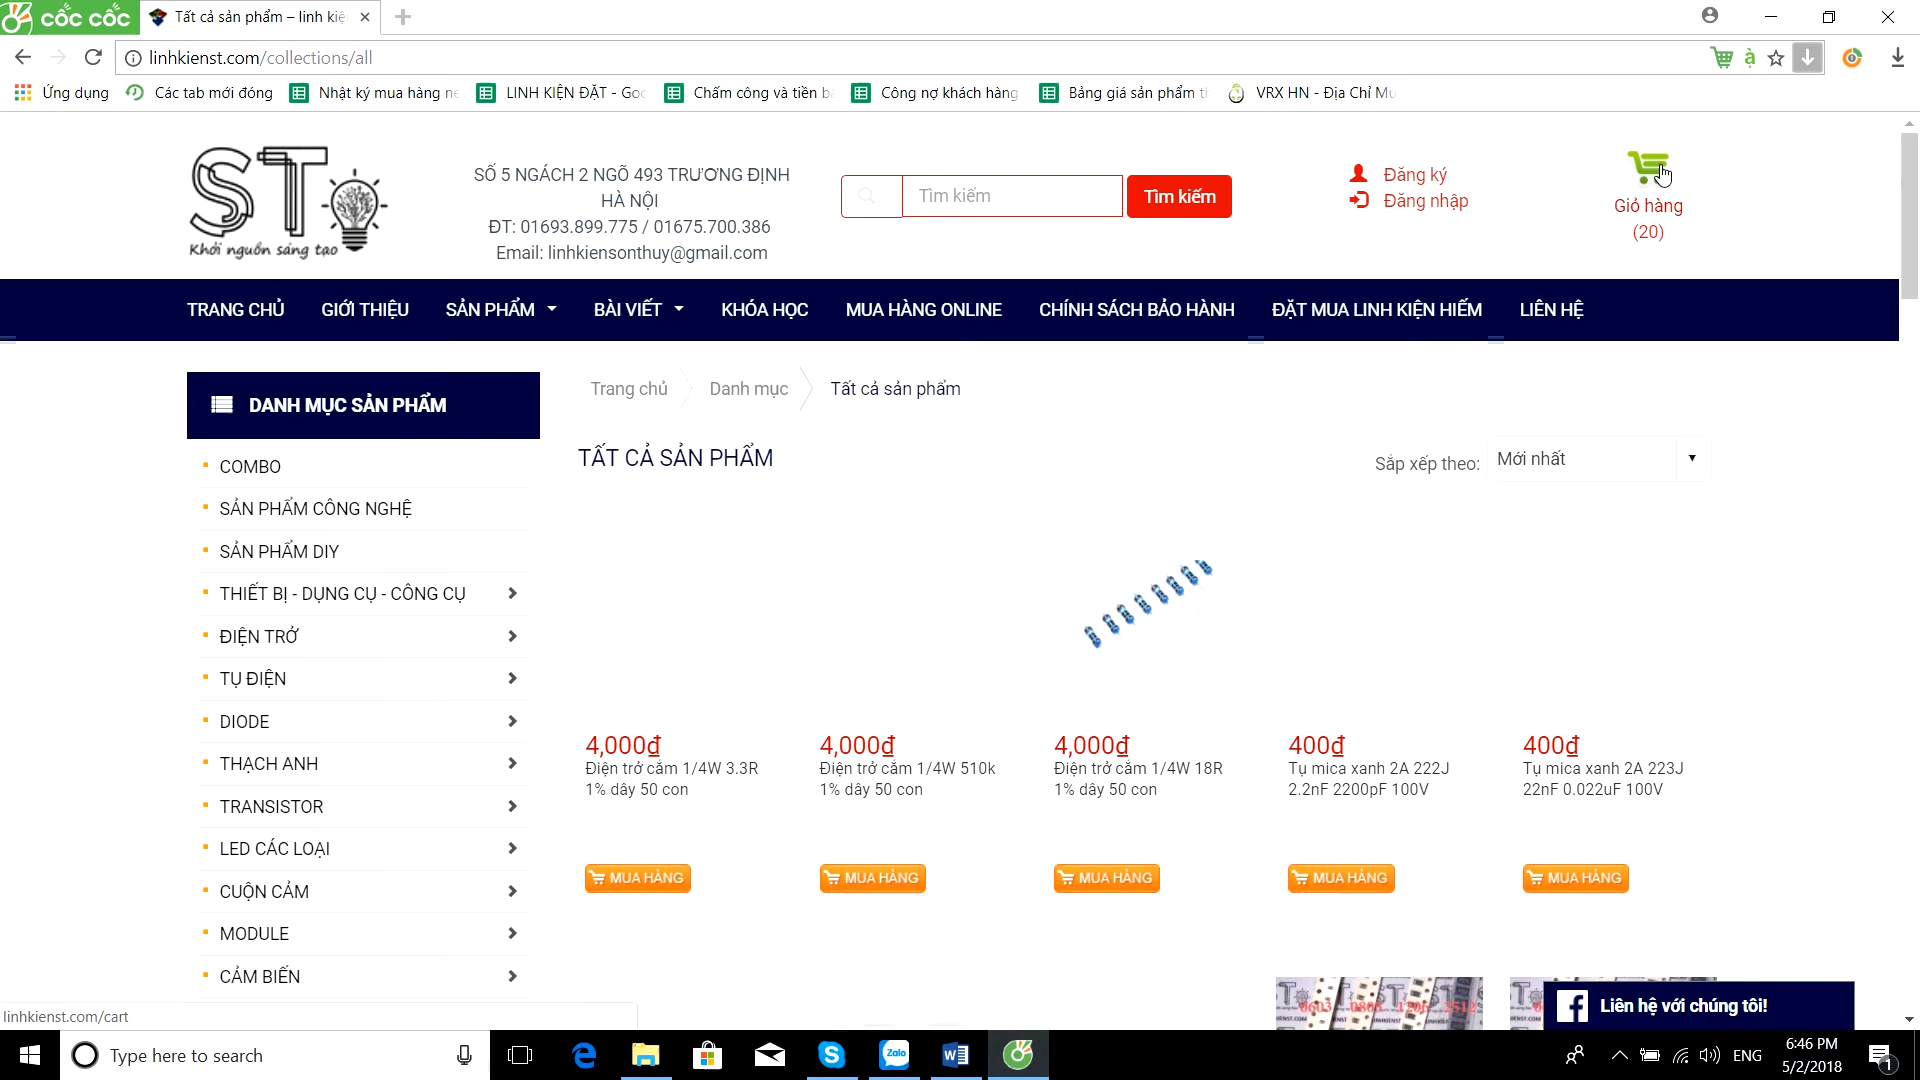 cốc cốc
Tất cả sản phẩm – linh kiệ
linhkienst.com/collections/all
Ứng dụng
Các tab mới đóng
Nhật ký mua hàng
LINH KIỆN ĐẶT - Goo
Chấm công và tiền
Công nợ khách hàng
Bảng giá sản phẩm
VRX HN - Địa Chỉ
ST
Khởi nguồn sáng tạo
SỐ 5 NGÁCH 2 NGÕ 493 TRƯƠNG ĐỊNH
HÀ NỘI
ĐT: 01693.899.775 / 01675.700.386
Email: linhkiensonthuy@gmail.com
Tìm kiếm
Tìm kiếm
Đăng ký
Đăng nhập
Giỏ hàng
(20)
TRANG CHỦ
GIỚI THIỆU
SẢN PHẨM
BÀI VIẾT
KHÓA HỌC
MUA HÀNG ONLINE
CHÍNH SÁCH BẢO HÀNH
ĐẶT MUA LINH KIỆN HIẾM
LIÊN HỆ
DANH MỤC SẢN PHẨM
COMBO
SẢN PHẨM CÔNG NGHỆ
SẢN PHẨM DIY
THIẾT BỊ - DỤNG CỤ - CÔNG CỤ
ĐIỆN TRỞ
TỤ ĐIỆN
DIODE
THẠCH ANH
TRANSISTOR
LED CÁC LOẠI
CUỘN CẢM
MODULE
CẢM BIẾN
Trang chủ
Danh mục
Tất cả sản phẩm
TẤT CẢ SẢN PHẨM
Sắp xếp theo:
Mới nhất
4,000₫
Điện trở cắm 1/4W 3.3R
1% dây 50 con
MUA HÀNG
4,000₫
Điện trở cắm 1/4W 510k
1% dây 50 con
MUA HÀNG
4,000₫
Điện trở cắm 1/4W 18R
1% dây 50 con
MUA HÀNG
400₫
Tụ mica xanh 2A 222J
2.2nF 2200pF 100V
MUA HÀNG
400₫
Tụ mica xanh 2A 223J
22nF 0.022uF 100V
MUA HÀNG
0603 0805 1206 2512
Liên hệ với chúng tôi!
linhkienst.com/cart
Type here to search
Zalo
ENG
6:46 PM
5/2/2018
1